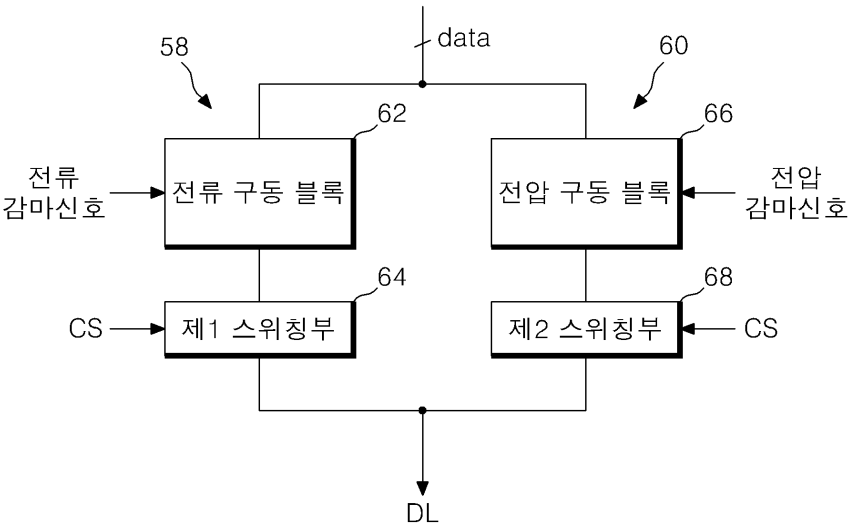 data
58
60
62
66
전류
감마신호
전류 구동 블록
전압 구동 블록
전압
감마신호
64
68
CS
제1 스위칭부
제2 스위칭부
CS
DL